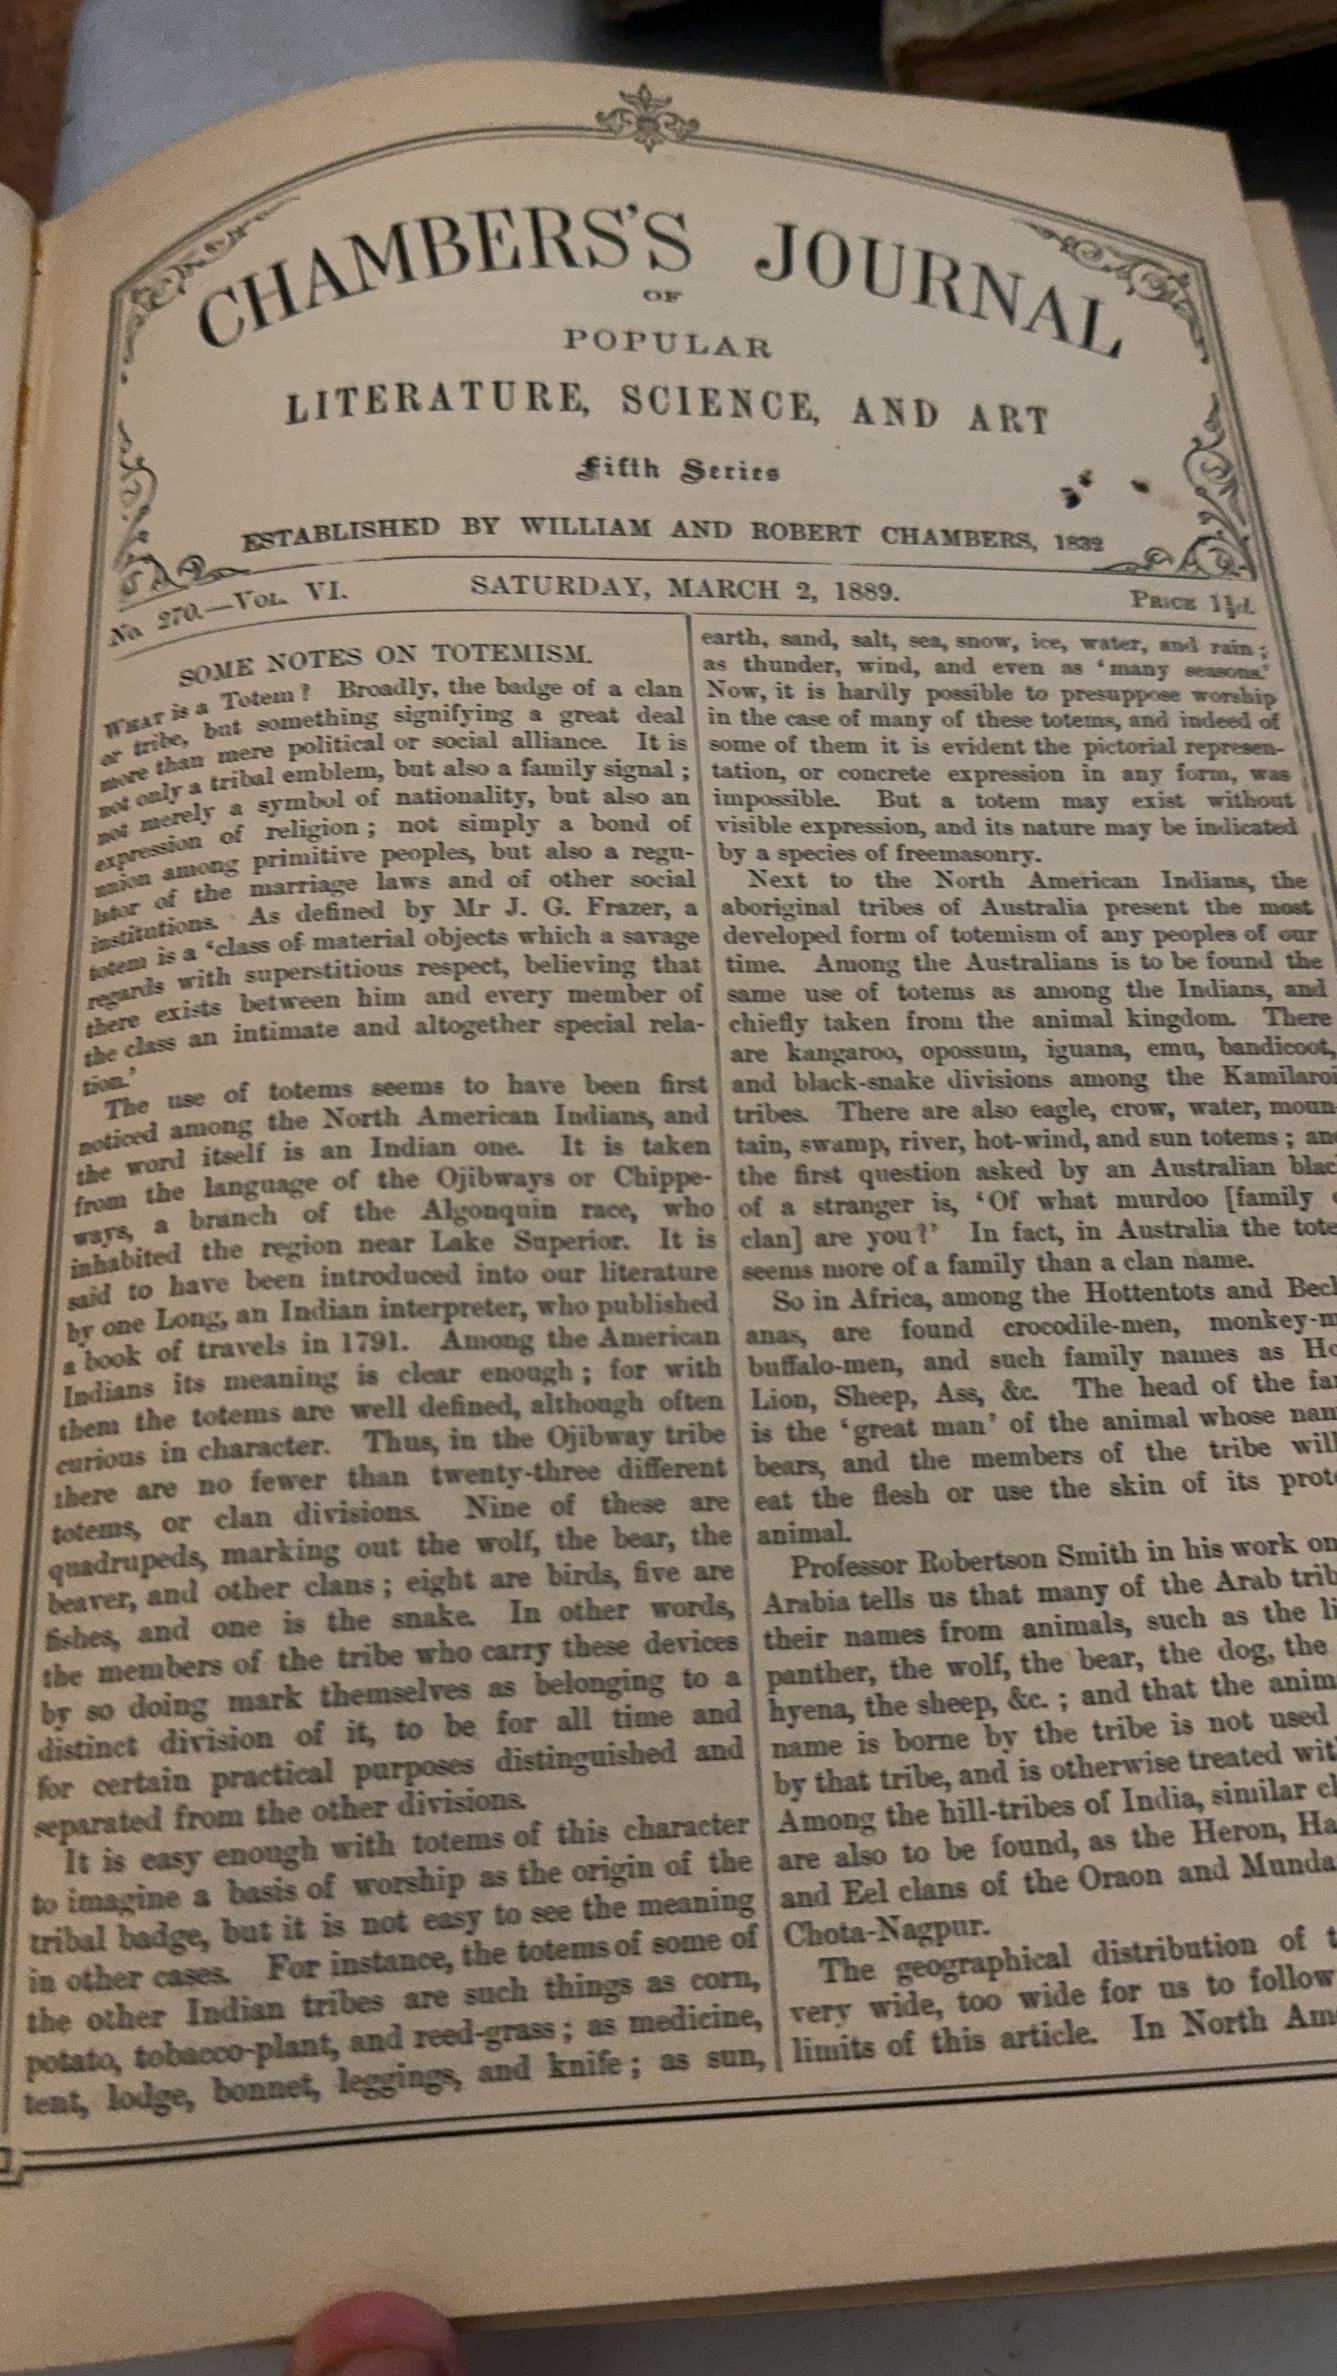 CHAMBERS'S JOURNAL
OF
POPULAR
LITERATURE, SCIENCE, AND ART
Fifth Series
ESTABLISHED BY WILLIAM AND ROBERT CHAMBERS, 1832
No. 270.—VOL. VI.
SATURDAY, MARCH 2, 1889.
PRICE 1½d.
SOME NOTES ON TOTEMISM.
WHAT is a Totem? Broadly, the badge of a clan
or tribe, but something signifying a great deal
more than mere political or social alliance. It is
not only a tribal emblem, but also a family signal;
not merely a symbol of nationality, but also an
expression of religion; not simply a bond of
union among primitive peoples, but also a regu-
lator of the marriage laws and of other social
institutions. As defined by Mr J. G. Frazer, a
totem is a 'class of material objects which a savage
regards with superstitious respect, believing that
there exists between him and every member of
the class an intimate and altogether special rela-
tion.'
The use of totems seems to have been first
noticed among the North American Indians, and
the word itself is an Indian one. It is taken
from the language of the Ojibways or Chippe-
ways, a branch of the Algonquin race, who
inhabited the region near Lake Superior. It is
said to have been introduced into our literature
by one Long, an Indian interpreter, who published
a book of travels in 1791. Among the American
Indians its meaning is clear enough; for with
them the totems are well defined, although often
curious in character. Thus, in the Ojibway tribe
there are no fewer than twenty-three different
totems, or clan divisions. Nine of these are
quadrupeds, marking out the wolf, the bear, the
beaver, and other clans; eight are birds, five are
fishes, and one is the snake. In other words,
the members of the tribe who carry these devices
by so doing mark themselves as belonging to a
distinct division of it, to be for all time and
for certain practical purposes distinguished and
separated from the other divisions.
It is easy enough with totems of this character
to imagine a basis of worship as the origin of the
tribal badge, but it is not easy to see the meaning
in other cases. For instance, the totems of some of
the other Indian tribes are such things as corn,
potato, tobacco-plant, and reed-grass; as medicine,
tent, lodge, bonnet, leggings, and knife; as sun,
earth, sand, salt, sea, snow, ice, water, and rain;
as thunder, wind, and even as 'many seasons.'
Now, it is hardly possible to presuppose worship
in the case of many of these totems, and indeed of
some of them it is evident the pictorial represen-
tation, or concrete expression in any form, was
impossible. But a totem may exist without
visible expression, and its nature may be indicated
by a species of freemasonry.
Next to the North American Indians, the
aboriginal tribes of Australia present the most
developed form of totemism of any peoples of our
time. Among the Australians is to be found the
same use of totems as among the Indians, and
chiefly taken from the animal kingdom. There
are kangaroo, opossum, iguana, emu, bandicoot,
and black-snake divisions among the Kamilaroi
tribes. There are also eagle, crow, water, moun
tain, swamp, river, hot-wind, and sun totems; an
the first question asked by an Australian blac
of a stranger is, 'Of what murdoo [family
clan] are you?' In fact, in Australia the tote
seems more of a family than a clan name.
So in Africa, among the Hottentots and Bech
anas, are found crocodile-men, monkey-m
buffalo-men, and such family names as Ho
Lion, Sheep, Ass, &c. The head of the fa
is the 'great man' of the animal whose nam
bears, and the members of the tribe will
eat the flesh or use the skin of its prote
animal.
Professor Robertson Smith in his work on
Arabia tells us that many of the Arab trib
their names from animals, such as the li
panther, the wolf, the bear, the dog, the
hyena, the sheep, &c.; and that the anim
name is borne by the tribe is not used
by that tribe, and is otherwise treated wit
Among the hill-tribes of India, similar cl
are also to be found, as the Heron, Ha
and Eel clans of the Oraon and Munda
Chota-Nagpur.
The geographical distribution of t
very wide, too wide for us to follow
limits of this article. In North Am